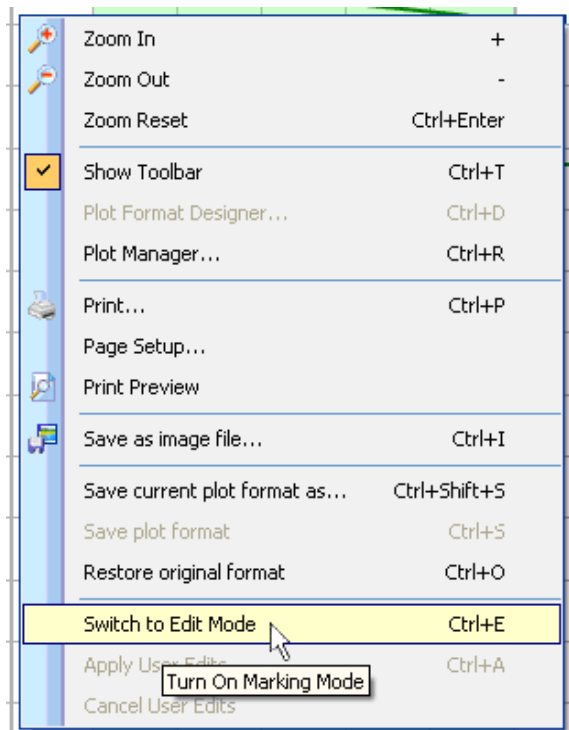 Zoom In +
Zoom Out -
Zoom Reset Ctrl+Enter
Show Toolbar Ctrl+T
Plot Format Designer... Ctrl+D
Plot Manager... Ctrl+R
Print... Ctrl+P
Page Setup...
Print Preview
Save as image file... Ctrl+I
Save current plot format as... Ctrl+Shift+S
Save plot format Ctrl+S
Restore original format Ctrl+O
Switch to Edit Mode Ctrl+E
Apply User Edits Ctrl+A
Turn On Marking Mode
Cancel User Edits